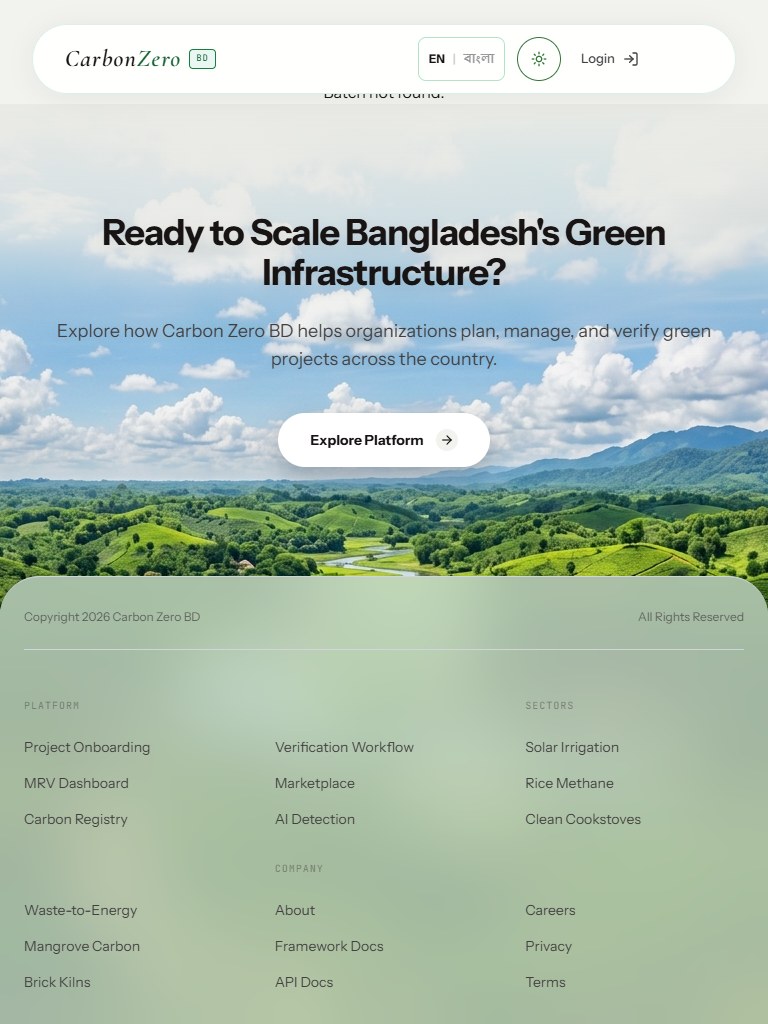 CarbonZero BD
EN | বাংলা
Login
Batch not found.
Ready to Scale Bangladesh's Green
Infrastructure?
Explore how Carbon Zero BD helps organizations plan, manage, and verify green
projects across the country.
Explore Platform
Copyright 2026 Carbon Zero BD
All Rights Reserved
PLATFORM
SECTORS
Project Onboarding
Verification Workflow
Solar Irrigation
MRV Dashboard
Marketplace
Rice Methane
Carbon Registry
AI Detection
Clean Cookstoves
COMPANY
Waste-to-Energy
About
Careers
Mangrove Carbon
Framework Docs
Privacy
Brick Kilns
API Docs
Terms